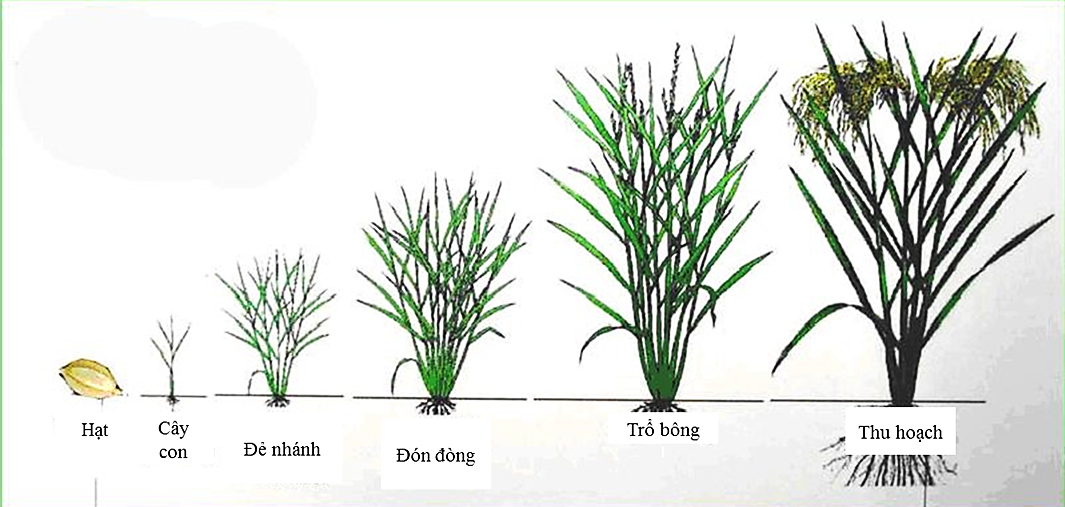 Hạt
Cây
con
Đẻ nhánh
Đón đòng
Trổ bông
Thu hoạch